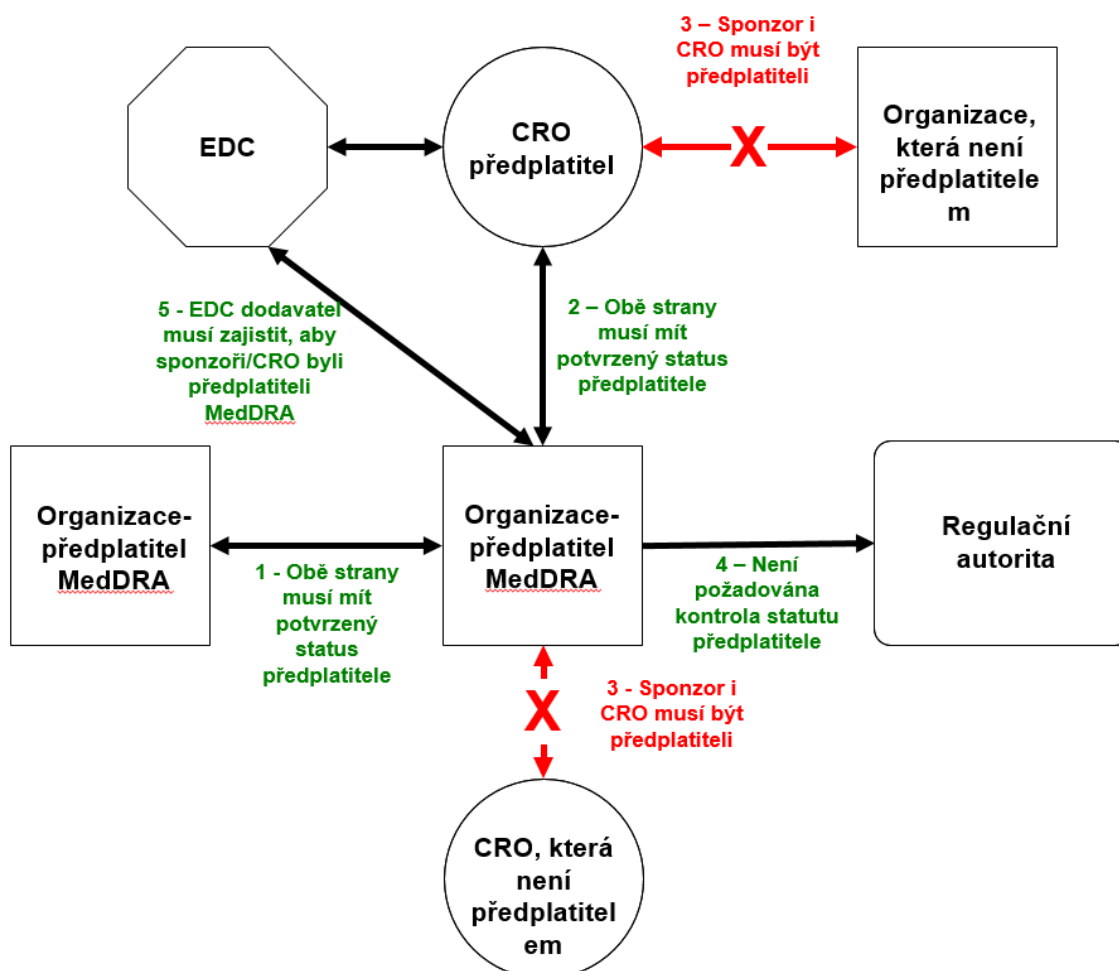 3 – Sponzor i
CRO musí být
předplatiteli
EDC
CRO
předplatitel
X
Organizace,
která není
předplatitele
m
5 - EDC dodavatel
musí zajistit, aby
sponzoři/CRO byli
předplatiteli
MedDRA
2 – Obě strany
musí mít
potvrzený status
předplatitele
Organizace-
předplatitel
MedDRA
1 - Obě strany
musí mít
potvrzený
status
předplatitele
Organizace-
předplatitel
MedDRA
4 – Není
požadována
kontrola statutu
předplatitele
Regulační
autorita
X
3 - Sponzor i
CRO musí být
předplatiteli
CRO, která
není
předplatitel
em